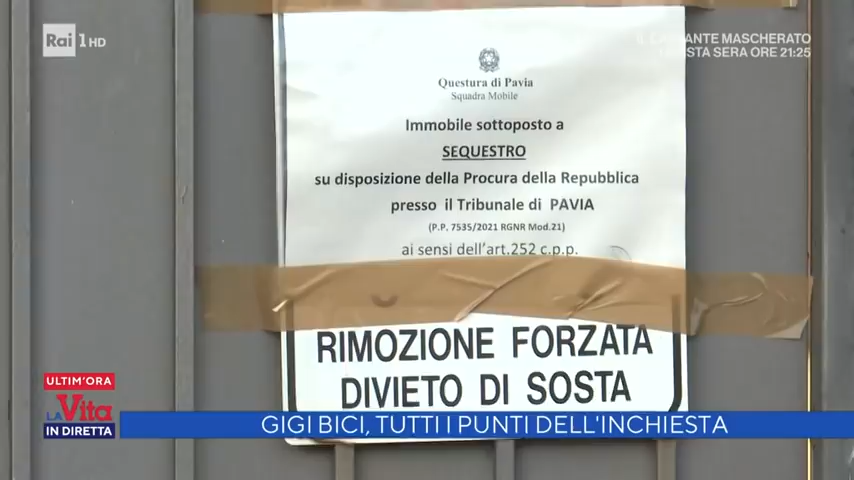 Rai 1 HD
CANTANTE MASCHERATO
STA SERA ORE 21:25
Questura di Pavia
Squadra Mobile
Immobile sottoposto a
SEQUESTRO
su disposizione della Procura della Repubblica
presso il Tribunale di PAVIA
(P.P. 7535/2021 RGNR Mod.21)
ai sensi dell'art.252 c.p.p.
RIMOZIONE FORZATA
DIVIETO DI SOSTA
ULTIM'ORA
LA Vita
IN DIRETTA
GIGI BICI, TUTTI I PUNTI DELL'INCHIESTA